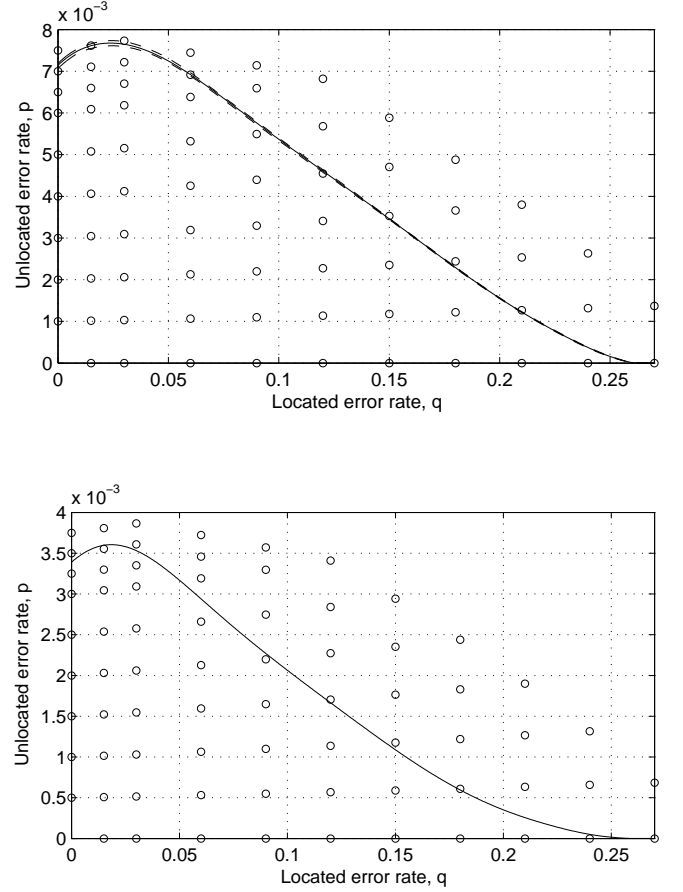 x 10⁻³
8
7
6
5
4
3
2
1
0
Unlocated error rate, p
0 0.05 0.1 0.15 0.2 0.25
Located error rate, q
x 10⁻³
4
3.5
3
2.5
2
1.5
1
0.5
0
Unlocated error rate, p
0 0.05 0.1 0.15 0.2 0.25
Located error rate, q